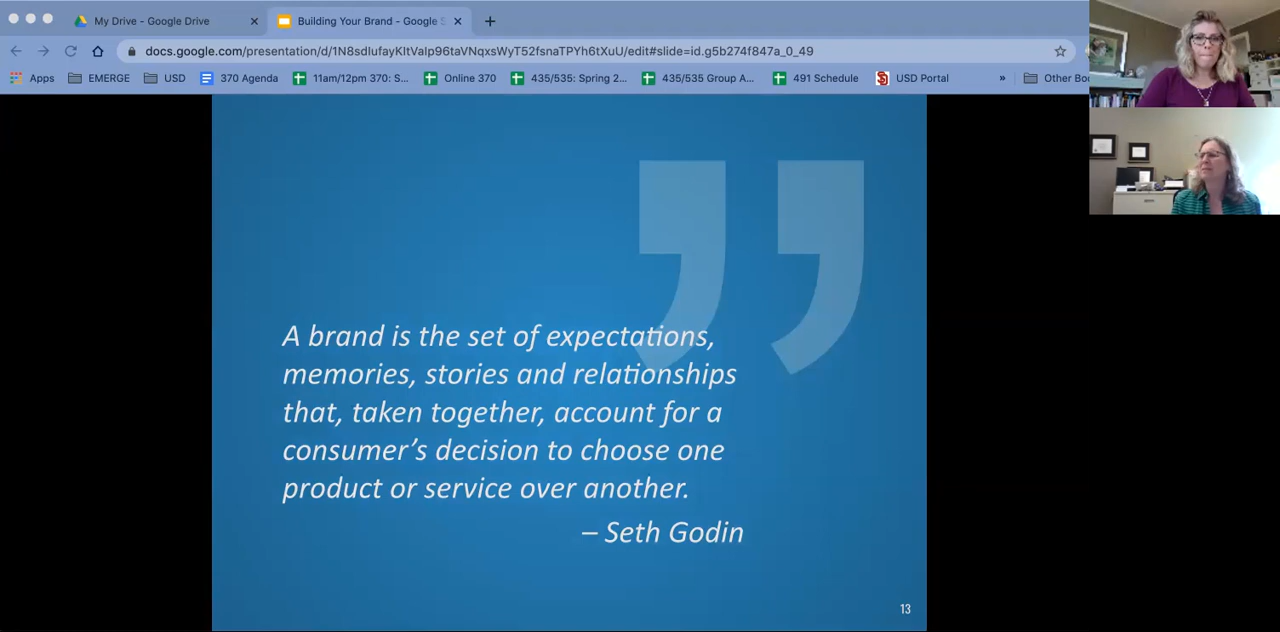 My Drive - Google Drive
Building Your Brand - Google S
docs.google.com/presentation/d/1N8sdIufayKItValp96taVNqxsWyT52fsnaTPYh6tXuU/edit#slide=id.g5b274f847a_0_49
Apps EMERGE USD 370 Agenda 11am/12pm 370: S... Online 370 435/535: Spring 2... 435/535 Group A... 491 Schedule USD Portal » Other Bo
A brand is the set of expectations,
memories, stories and relationships
that, taken together, account for a
consumer’s decision to choose one
product or service over another.
– Seth Godin
13